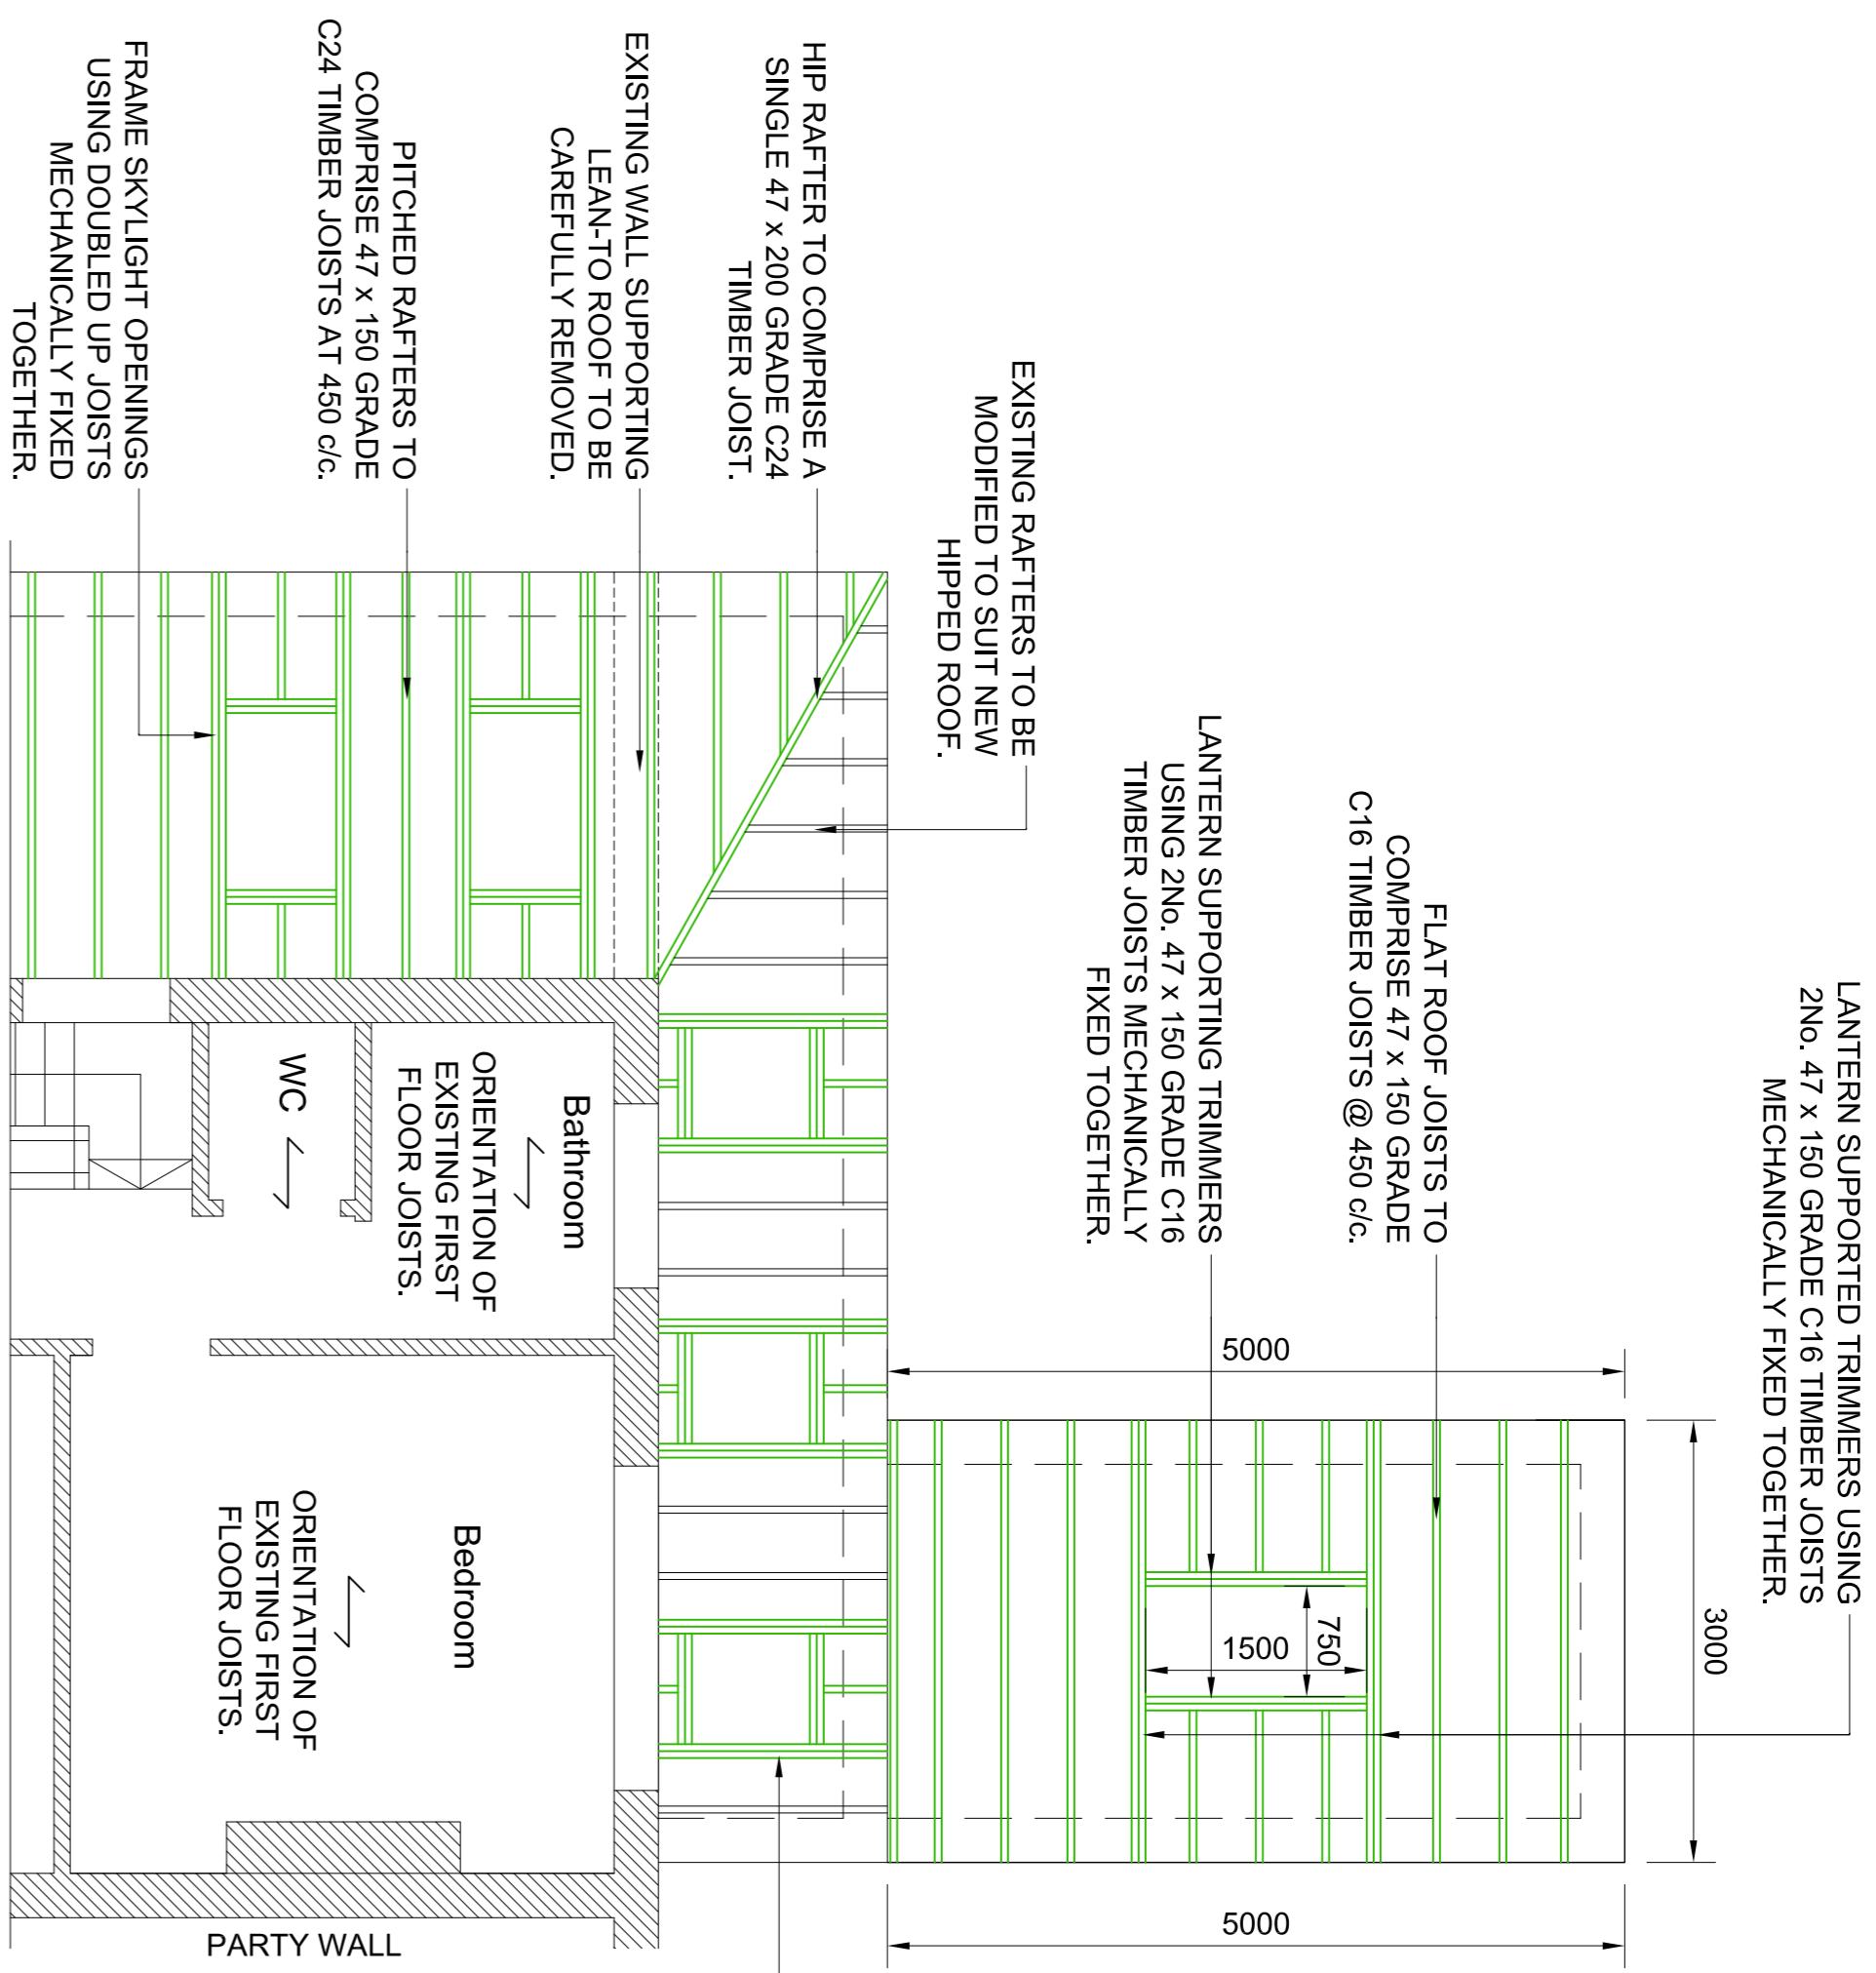 LANTERN SUPPORTED TRIMMERS USING
2No. 47 x 150 GRADE C16 TIMBER JOISTS
MECHANICALLY FIXED TOGETHER.
FLAT ROOF JOISTS TO
COMPRISE 47 x 150 GRADE
C16 TIMBER JOISTS @ 450 c/c.
LANTERN SUPPORTING TRIMMERS
USING 2No. 47 x 150 GRADE C16
TIMBER JOISTS MECHANICALLY
FIXED TOGETHER.
EXISTING RAFTERS TO BE
MODIFIED TO SUIT NEW
HIPPED ROOF.
HIP RAFTER TO COMPRISE A
SINGLE 47 x 200 GRADE C24
TIMBER JOIST.
EXISTING WALL SUPPORTING
LEAN-TO ROOF TO BE
CAREFULLY REMOVED.
PITCHED RAFTERS TO
COMPRISE 47 x 150 GRADE
C24 TIMBER JOISTS AT 450 c/c.
FRAME SKYLIGHT OPENINGS
USING DOUBLED UP JOISTS
MECHANICALLY FIXED
TOGETHER.
3000
5000
750
1500
5000
Bathroom
ORIENTATION OF
EXISTING FIRST
FLOOR JOISTS.
WC
Bedroom
ORIENTATION OF
EXISTING FIRST
FLOOR JOISTS.
PARTY WALL